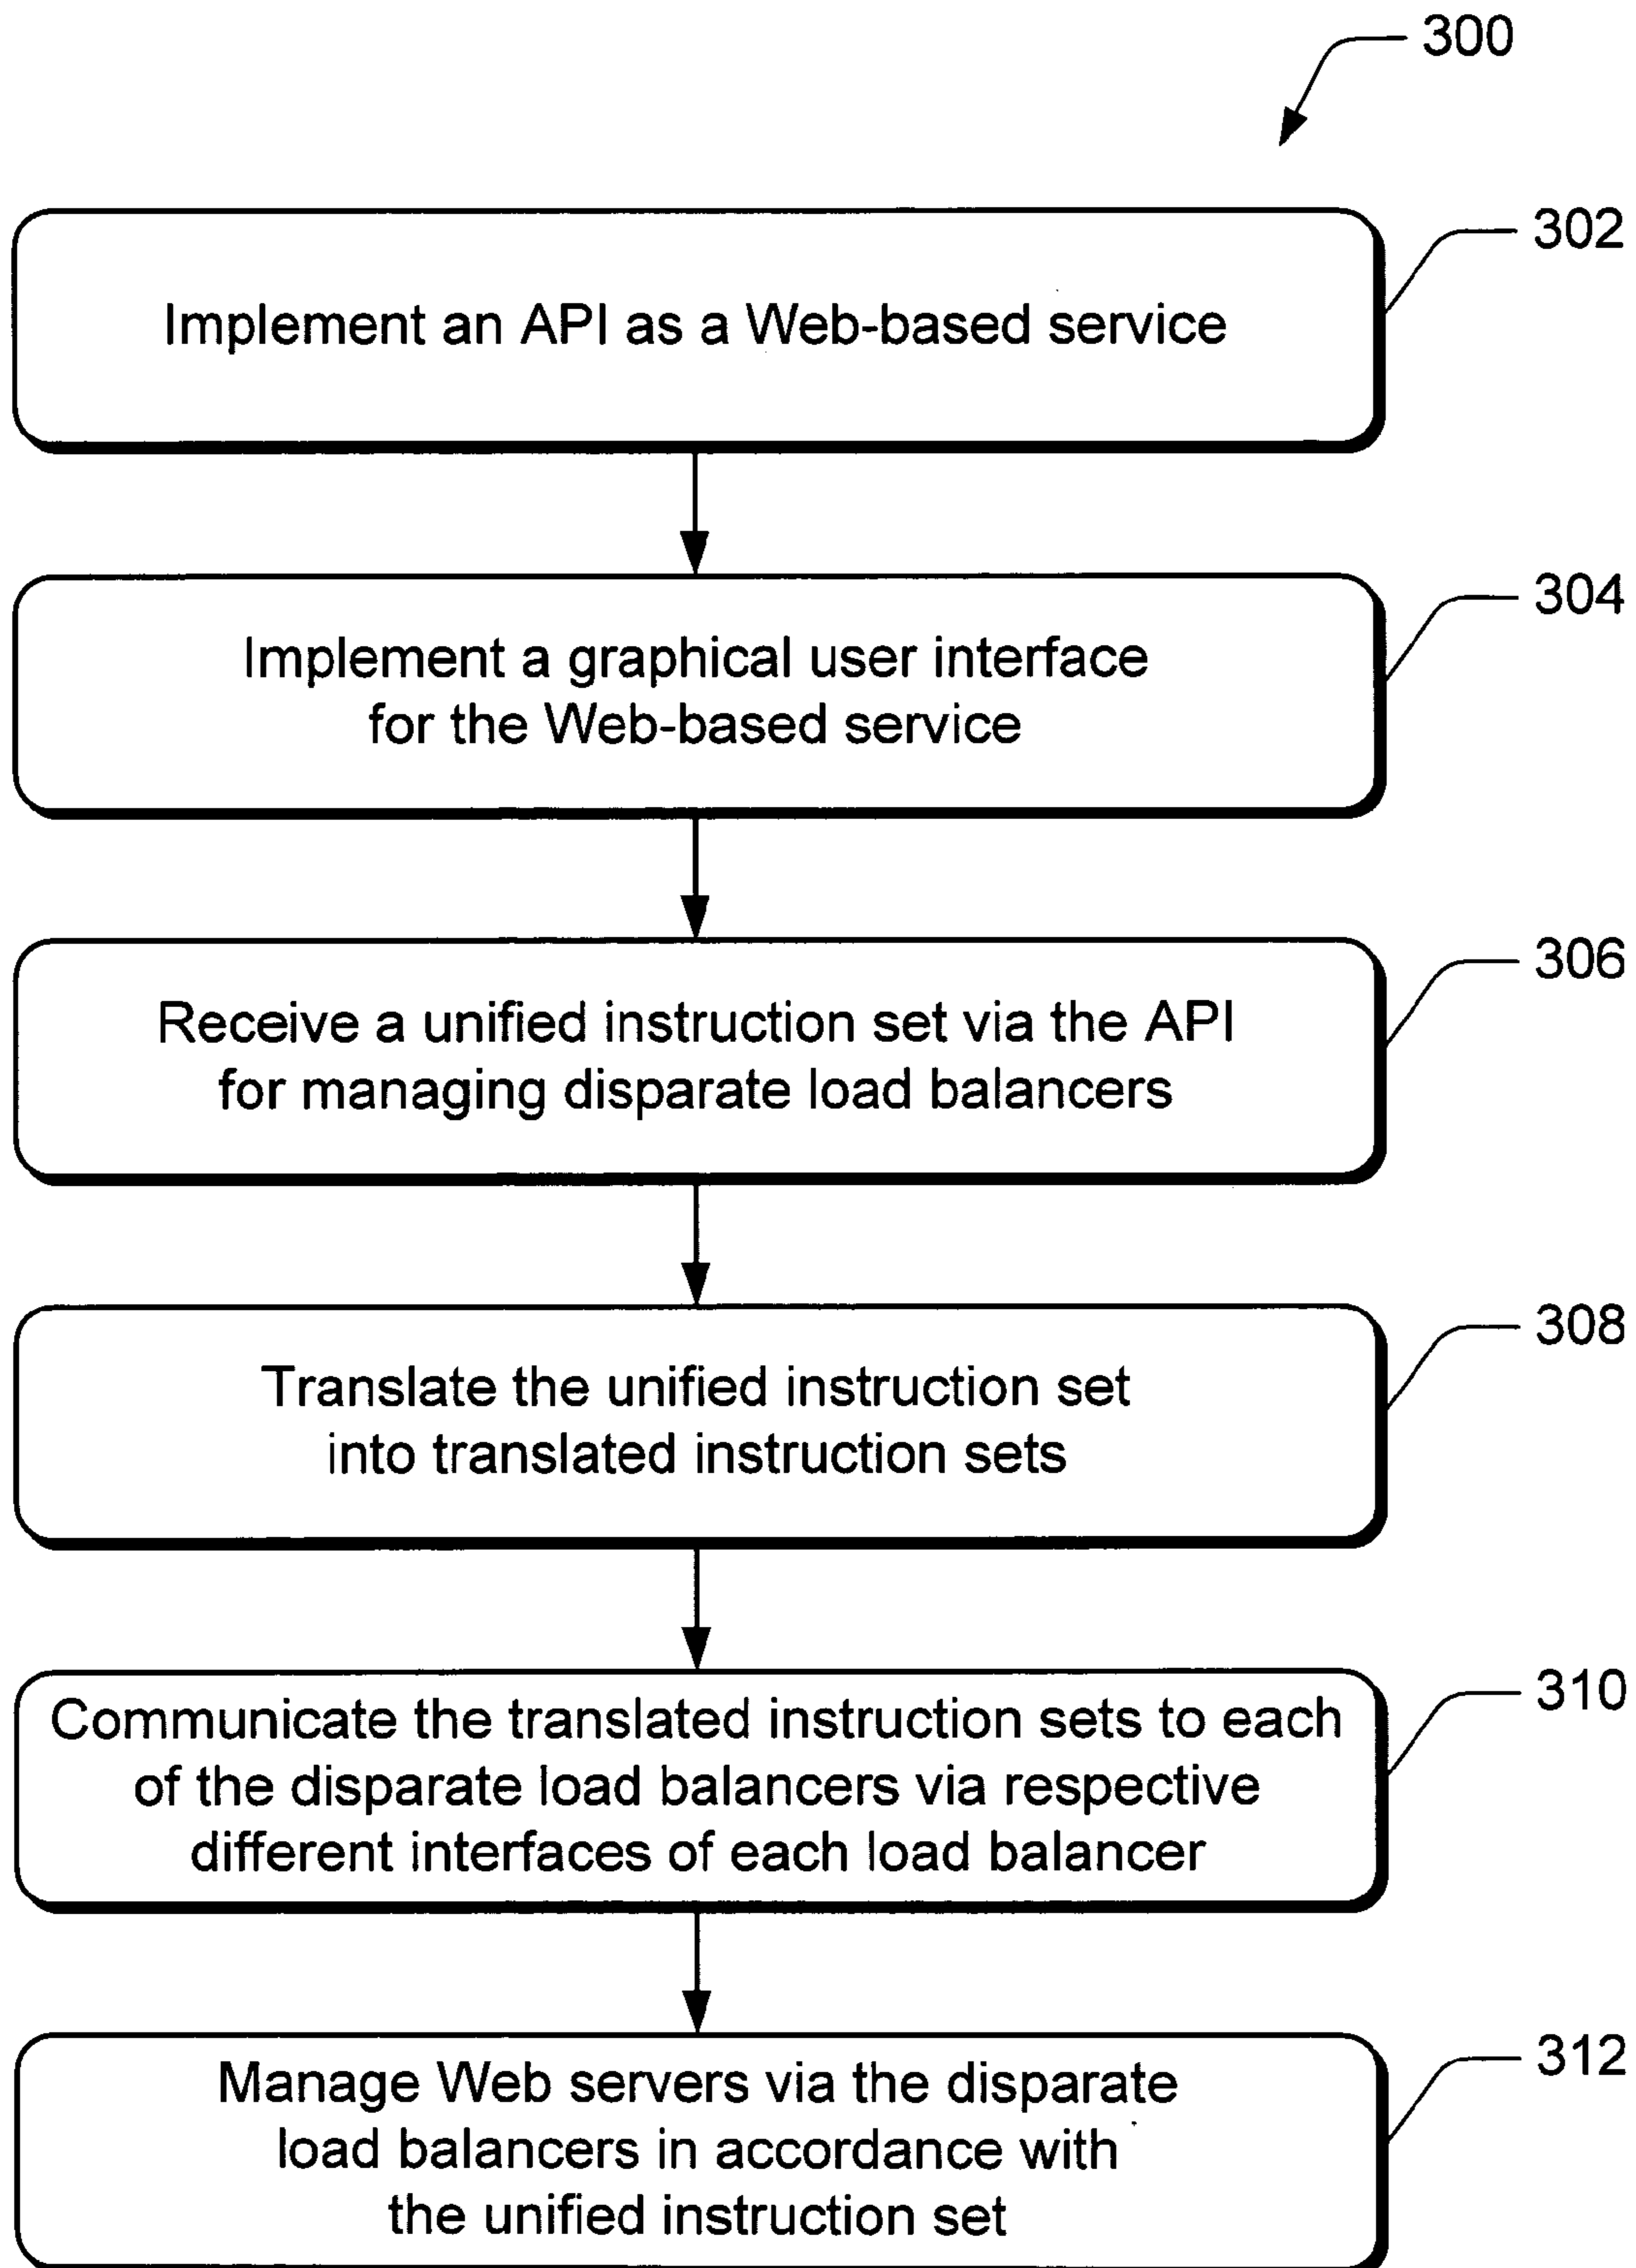 300
302
Implement an API as a Web-based service
304
Implement a graphical user interface
for the Web-based service
306
Receive a unified instruction set via the API
for managing disparate load balancers
308
Translate the unified instruction set
into translated instruction sets
310
Communicate the translated instruction sets to each
of the disparate load balancers via respective
different interfaces of each load balancer
312
Manage Web servers via the disparate
load balancers in accordance with
the unified instruction set